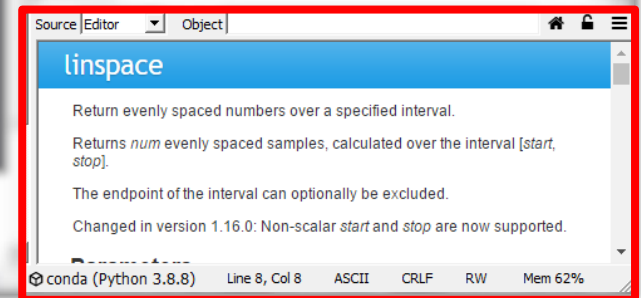 Source Editor Object
linspace
Return evenly spaced numbers over a specified interval.
Returns num evenly spaced samples, calculated over the interval [start,
stop].
The endpoint of the interval can optionally be excluded.
Changed in version 1.16.0: Non-scalar start and stop are now supported.
Parameters
conda (Python 3.8.8) Line 8, Col 8 ASCII CRLF RW Mem 62%